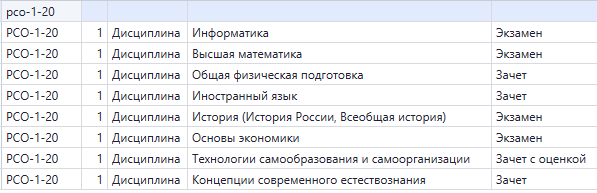 рсо-1-20
РСО-1-20 1 Дисциплина Информатика Экзамен
РСО-1-20 1 Дисциплина Высшая математика Экзамен
РСО-1-20 1 Дисциплина Общая физическая подготовка Зачет
РСО-1-20 1 Дисциплина Иностранный язык Зачет
РСО-1-20 1 Дисциплина История (История России, Всеобщая история) Экзамен
РСО-1-20 1 Дисциплина Основы экономики Экзамен
РСО-1-20 1 Дисциплина Технологии самообразования и самоорганизации Зачет с оценкой
РСО-1-20 1 Дисциплина Концепции современного естествознания Зачет